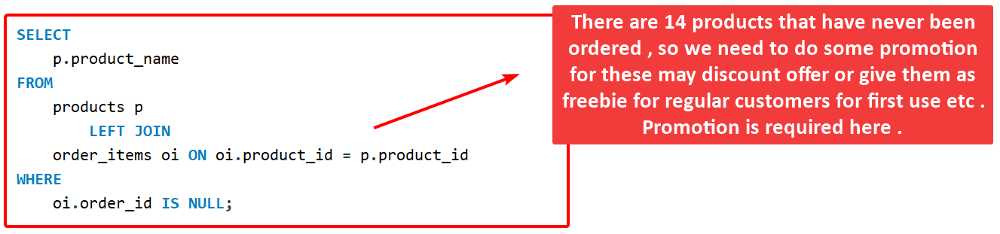 SELECT
p.product_name
FROM
products p
LEFT JOIN
order_items oi ON oi.product_id = p.product_id
WHERE
oi.order_id IS NULL;
There are 14 products that have never been
ordered , so we need to do some promotion
for these may discount offer or give them as
freebie for regular customers for first use etc .
Promotion is required here .